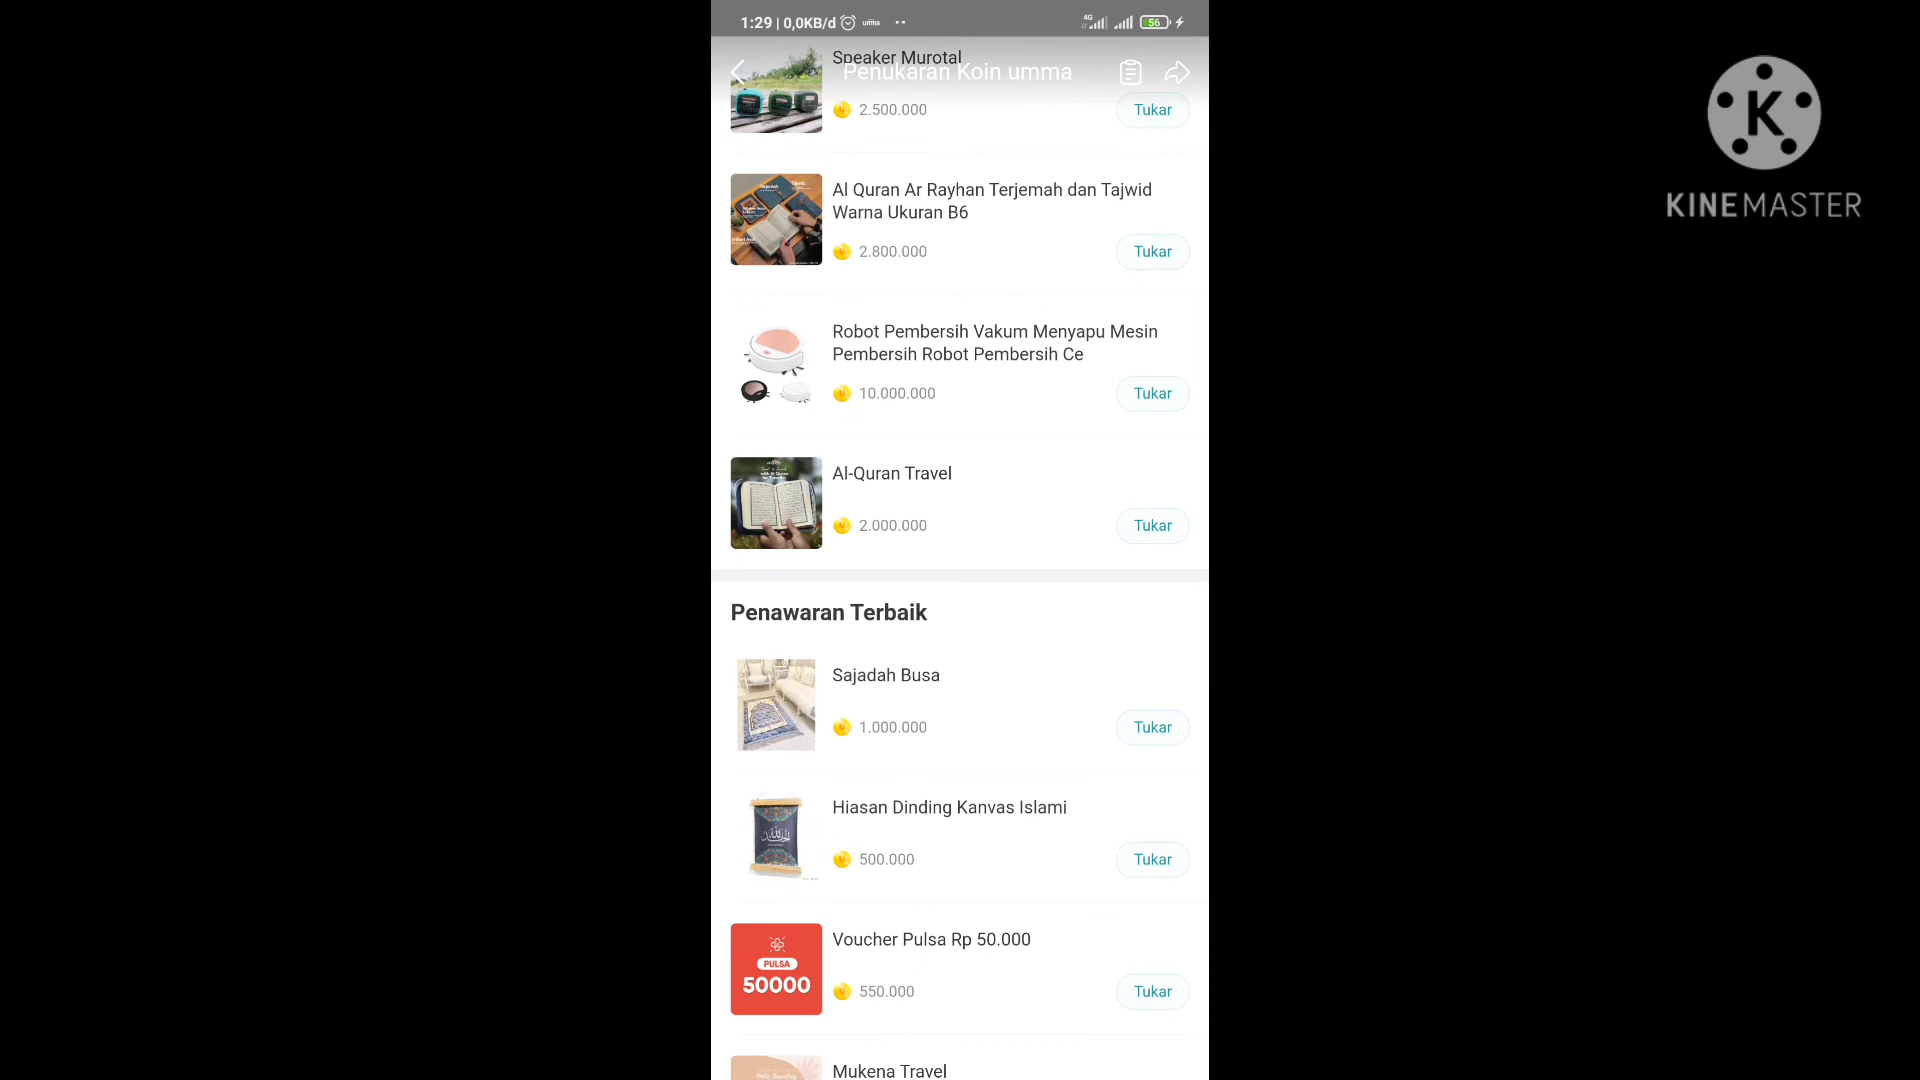 1:29 | 0,0KB/d
umma
4G
56
Speaker Murotal
Penukaran Koin umma
2.500.000
Tukar
Al Quran Ar Rayhan Terjemah dan Tajwid
Warna Ukuran B6
2.800.000
Tukar
Robot Pembersih Vakum Menyapu Mesin
Pembersih Robot Pembersih Ce
10.000.000
Tukar
Al-Quran Travel
2.000.000
Tukar
Penawaran Terbaik
Sajadah Busa
1.000.000
Tukar
Hiasan Dinding Kanvas Islami
500.000
Tukar
Voucher Pulsa Rp 50.000
PULSA
50000
550.000
Tukar
Mukena Travel
K
KINEMASTER